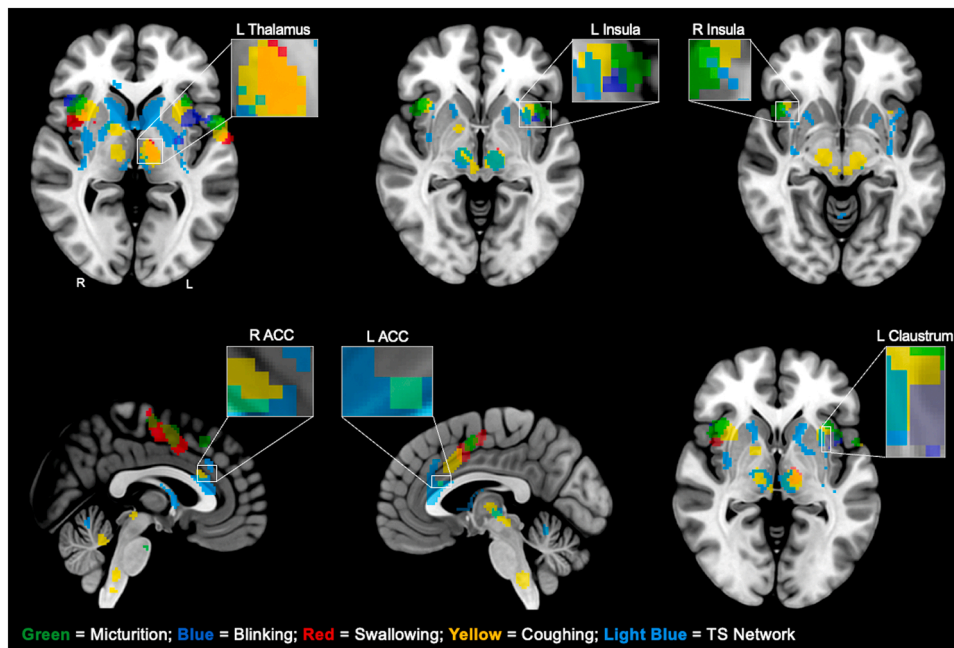 L Thalamus
L Insula
R Insula
R
L
R ACC
L ACC
L Claustrum
Green = Micturition; Blue = Blinking; Red = Swallowing; Yellow = Coughing; Light Blue = TS Network